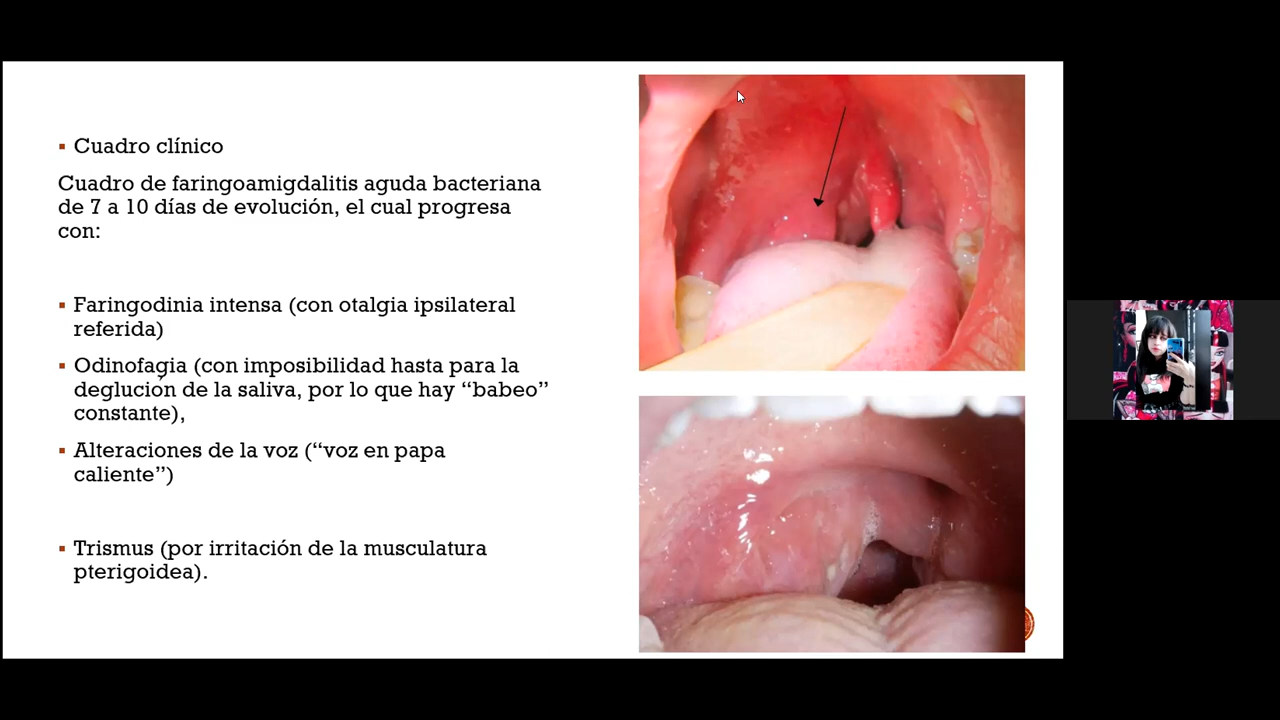 Cuadro clínico
Cuadro de faringoamigdalitis aguda bacteriana
de 7 a 10 días de evolución, el cual progresa
con:
Faringodinia intensa (con otalgia ipsilateral
referida)
Odinofagia (con imposibilidad hasta para la
deglución de la saliva, por lo que hay “babeo”
constante),
Alteraciones de la voz (“voz en papa
caliente”)
Trismus (por irritación de la musculatura
pterigoidea).